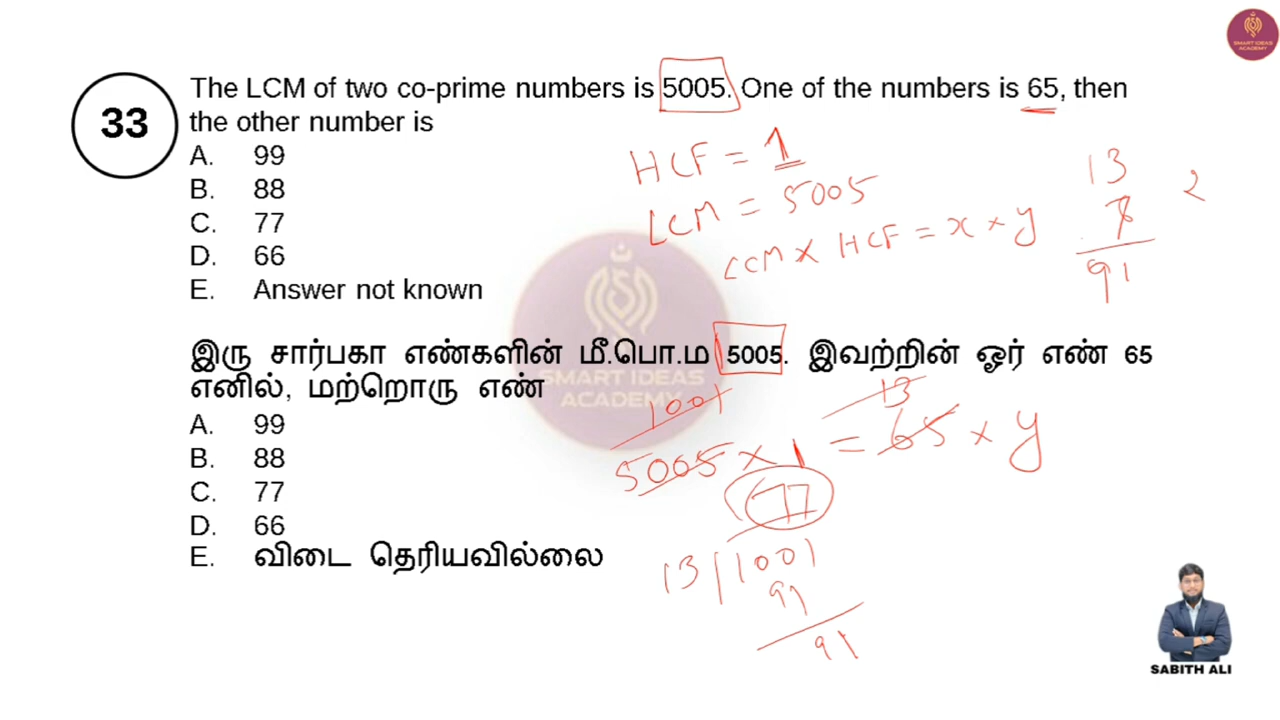 SMART IDEAS
ACADEMY
33
The LCM of two co-prime numbers is 5005. One of the numbers is 65, then
the other number is
A. 99
B. 88
C. 77
D. 66
E. Answer not known
HCF = 1
LCM = 5005
LCM × HCF = x × y
13
7
91
2
இரு சார்பகா எண்களின் மீ.பொ.ம 5005. இவற்றின் ஓர் எண் 65
எனில், மற்றொரு எண்
A. 99
B. 88
C. 77
D. 66
E. விடை தெரியவில்லை
SMART IDEAS
ACADEMY
1001
13
5005 × 1 = 65 × y
77
13 1001
91
91
SABITH ALI